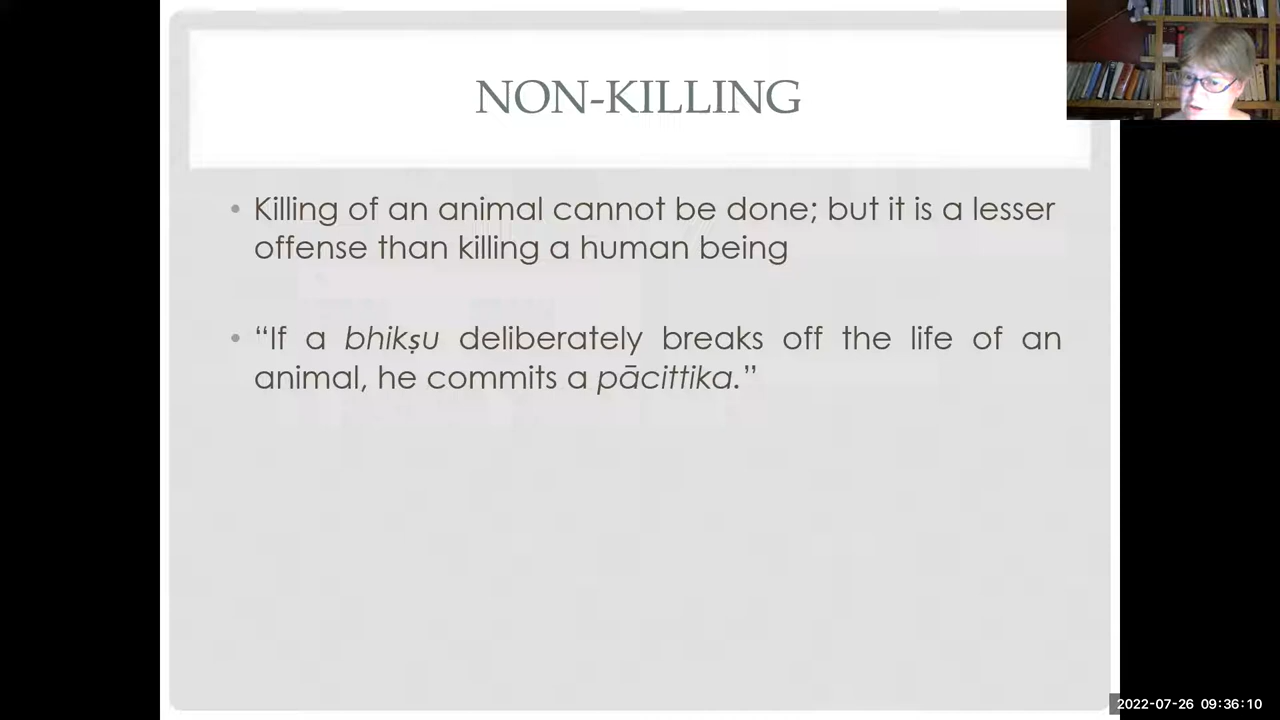 NON-KILLING
• Killing of an animal cannot be done; but it is a lesser
offense than killing a human being
• “If a bhikṣu deliberately breaks off the life of an
animal, he commits a pācittika.”
2022-07-26 09:36:10